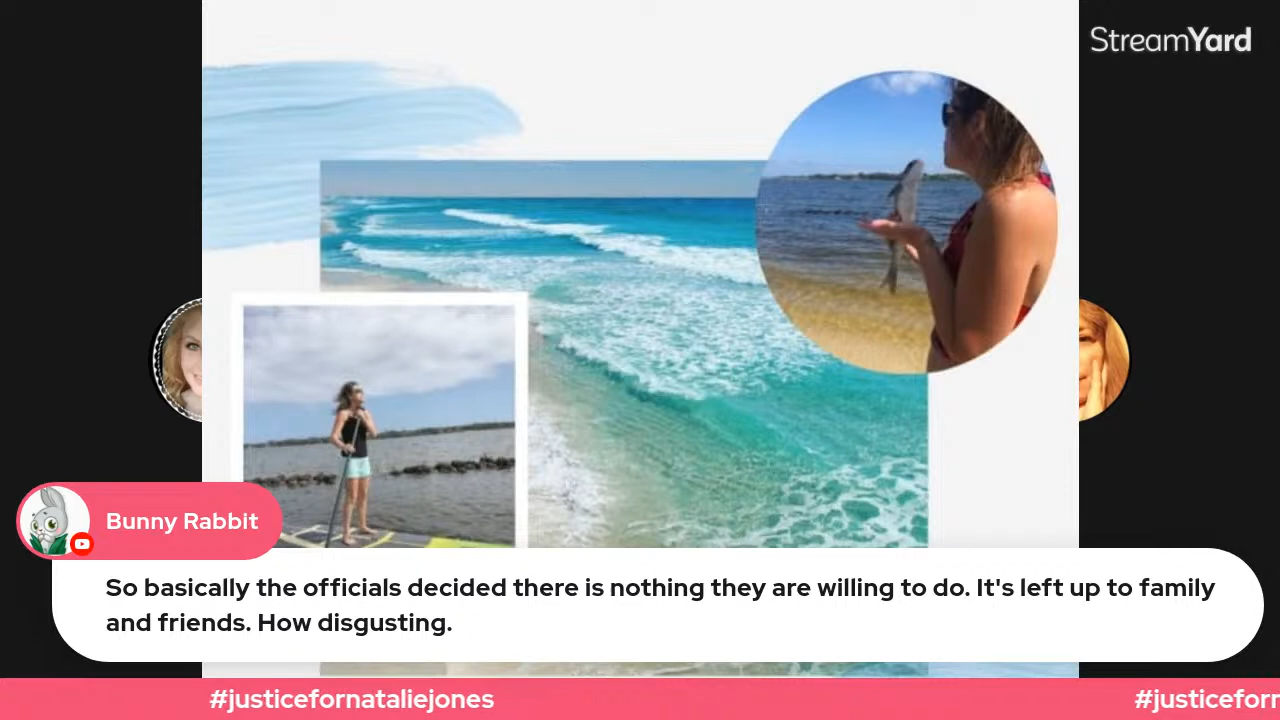 StreamYard
Bunny Rabbit
So basically the officials decided there is nothing they are willing to do. It's left up to family
and friends. How disgusting.
#justicefornataliejones #justiceforn